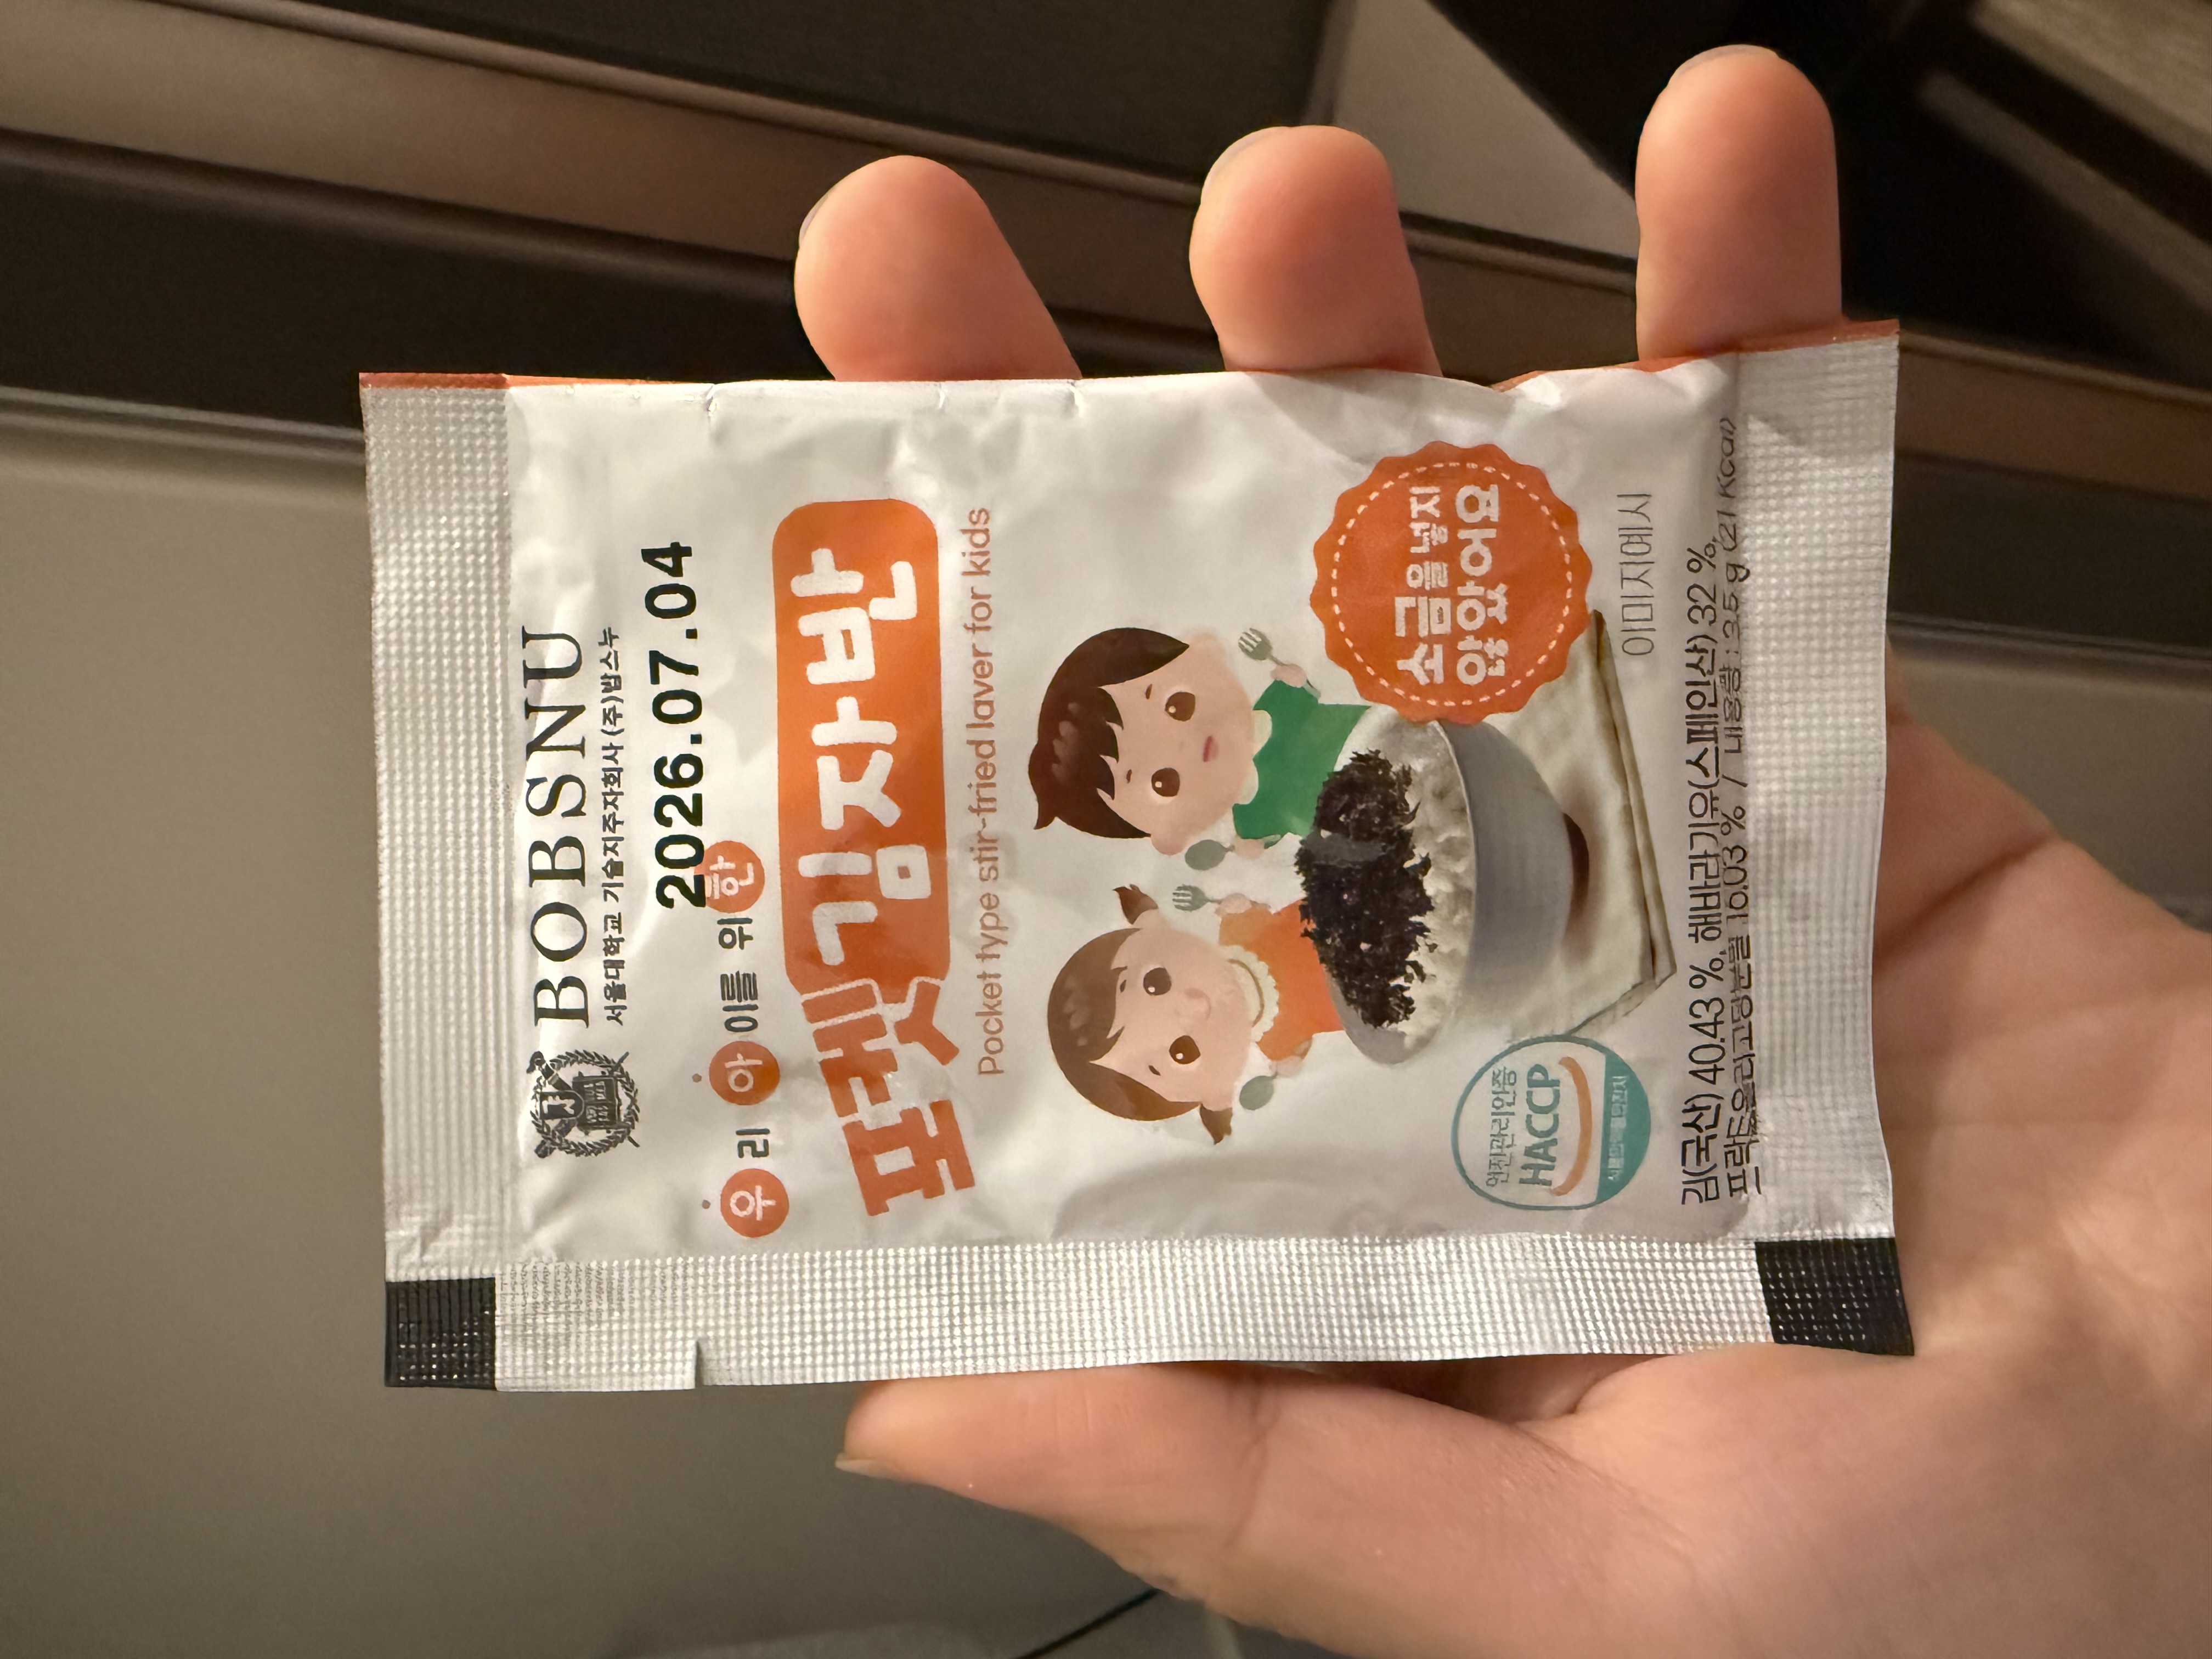 BOBSNU
서울대학교 기술지주자회사 (주)밥스누
2026.07.04
우리 아이를 위한
포켓 김자반
Pocket type stir-fried laver for kids
소금을 넣지
않았어요
안전관리인증
HACCP
이미지예시
김(국산) 40.43 %, 해바라기유(스페인산) 32 %,
프락토올리고당분말 10.03 % / 내용량 : 3.5 g (21 Kcal)